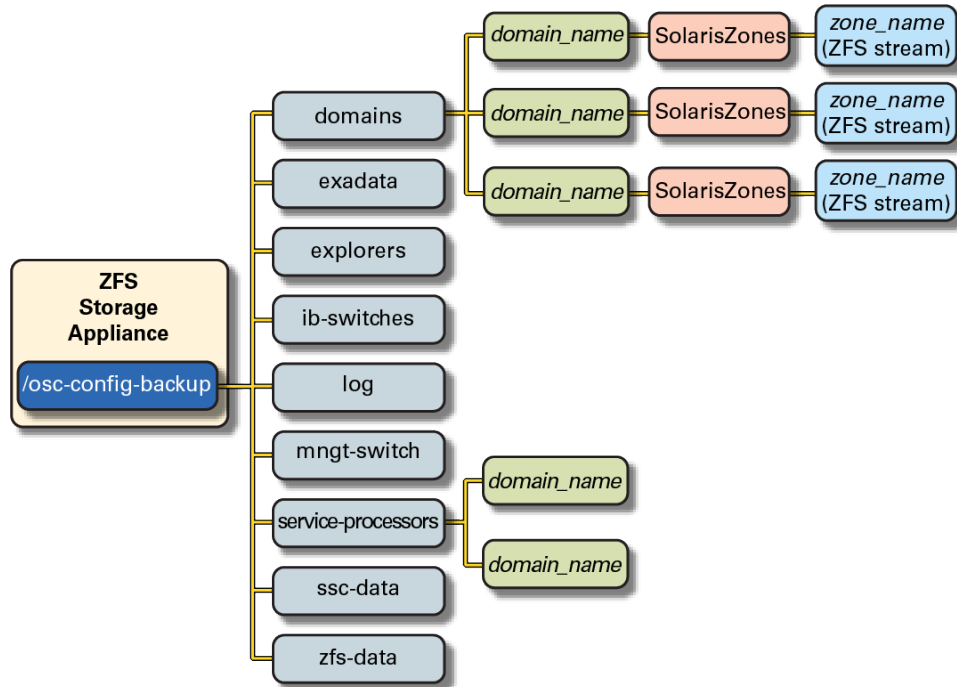 ZFS
Storage
Appliance
/osc-config-backup
domains
exadata
explorers
ib-switches
log
mngt-switch
service-processors
ssc-data
zfs-data
domain_name
SolarisZones
zone_name
(ZFS stream)
domain_name
SolarisZones
zone_name
(ZFS stream)
domain_name
SolarisZones
zone_name
(ZFS stream)
domain_name
domain_name